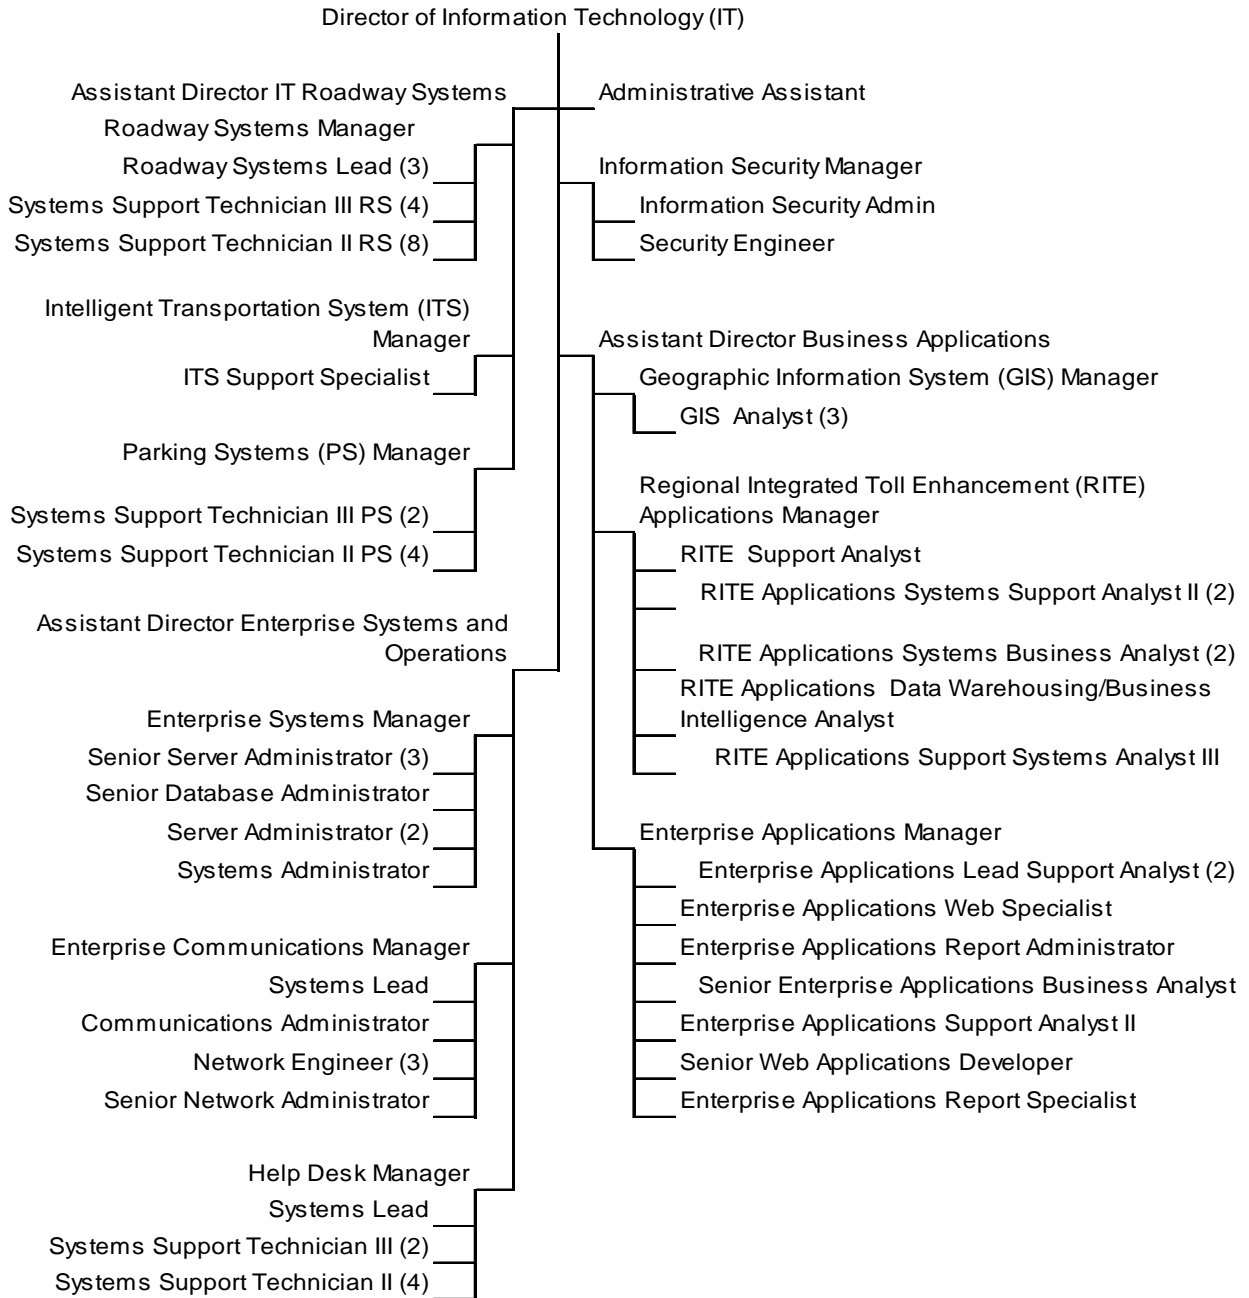 Director of Information Technology (IT)
Assistant Director IT Roadway Systems
Roadway Systems Manager
Roadway Systems Lead (3)
Systems Support Technician III RS (4)
Systems Support Technician II RS (8)
Intelligent Transportation System (ITS)
Manager
ITS Support Specialist
Parking Systems (PS) Manager
Systems Support Technician III PS (2)
Systems Support Technician II PS (4)
Assistant Director Enterprise Systems and
Operations
Enterprise Systems Manager
Senior Server Administrator (3)
Senior Database Administrator
Server Administrator (2)
Systems Administrator
Enterprise Communications Manager
Systems Lead
Communications Administrator
Network Engineer (3)
Senior Network Administrator
Help Desk Manager
Systems Lead
Systems Support Technician III (2)
Systems Support Technician II (4)
Administrative Assistant
Information Security Manager
Information Security Admin
Security Engineer
Assistant Director Business Applications
Geographic Information System (GIS) Manager
GIS Analyst (3)
Regional Integrated Toll Enhancement (RITE)
Applications Manager
RITE Support Analyst
RITE Applications Systems Support Analyst II (2)
RITE Applications Systems Business Analyst (2)
RITE Applications Data Warehousing/Business
Intelligence Analyst
RITE Applications Support Systems Analyst III
Enterprise Applications Manager
Enterprise Applications Lead Support Analyst (2)
Enterprise Applications Web Specialist
Enterprise Applications Report Administrator
Senior Enterprise Applications Business Analyst
Enterprise Applications Support Analyst II
Senior Web Applications Developer
Enterprise Applications Report Specialist